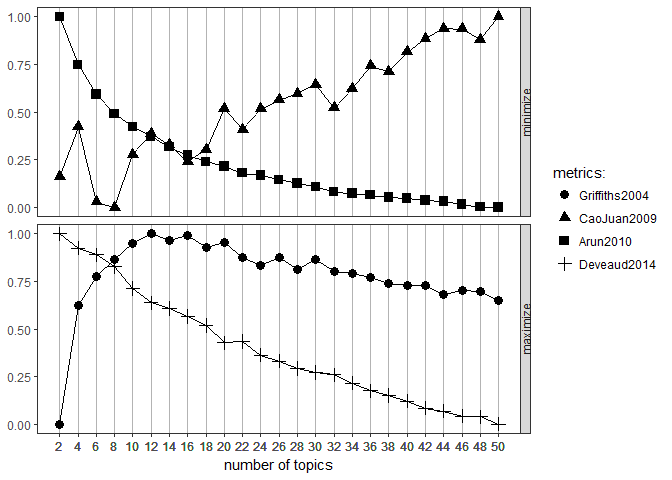 1.00
0.75
0.50
0.25
0.00
minimize
1.00
0.75
0.50
0.25
0.00
maximize
2 4 6 8 10 12 14 16 18 20 22 24 26 28 30 32 34 36 38 40 42 44 46 48 50
number of topics
metrics:
Griffiths2004
CaoJuan2009
Arun2010
Deveaud2014